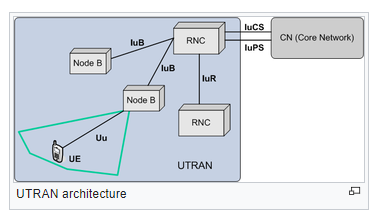 IuCS
IuB
RNC
CN (Core Network)
IuPS
Node B
IuB
IuR
Node B
RNC
Uu
UE
UTRAN
UTRAN architecture